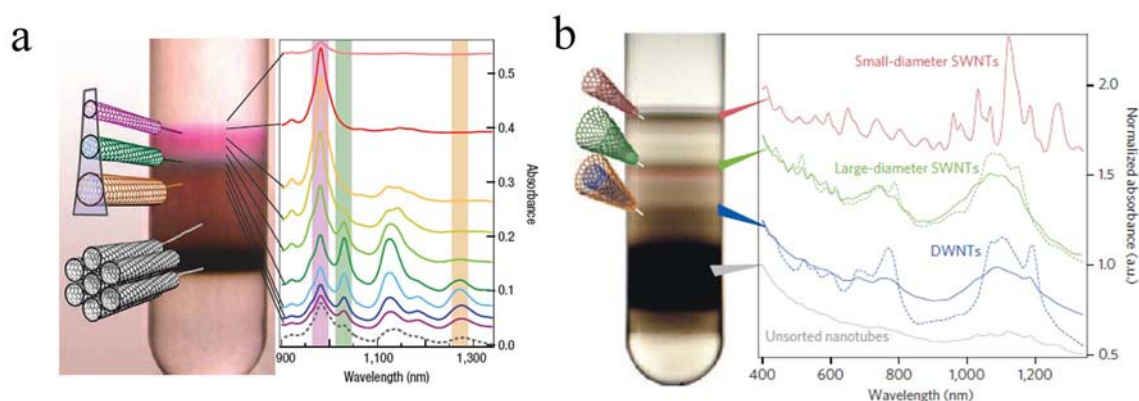 a
0.5
0.4
0.3
0.2
0.1
0.0
Absorbance
900
1,100
1,300
Wavelength (nm)
b
Small-diameter SWNTs
Large-diameter SWNTs
DWNTs
Unsorted nanotubes
2.0
1.5
1.0
0.5
Normalized absorbance (a.u.)
400
600
800
1,000
1,200
Wavelength (nm)